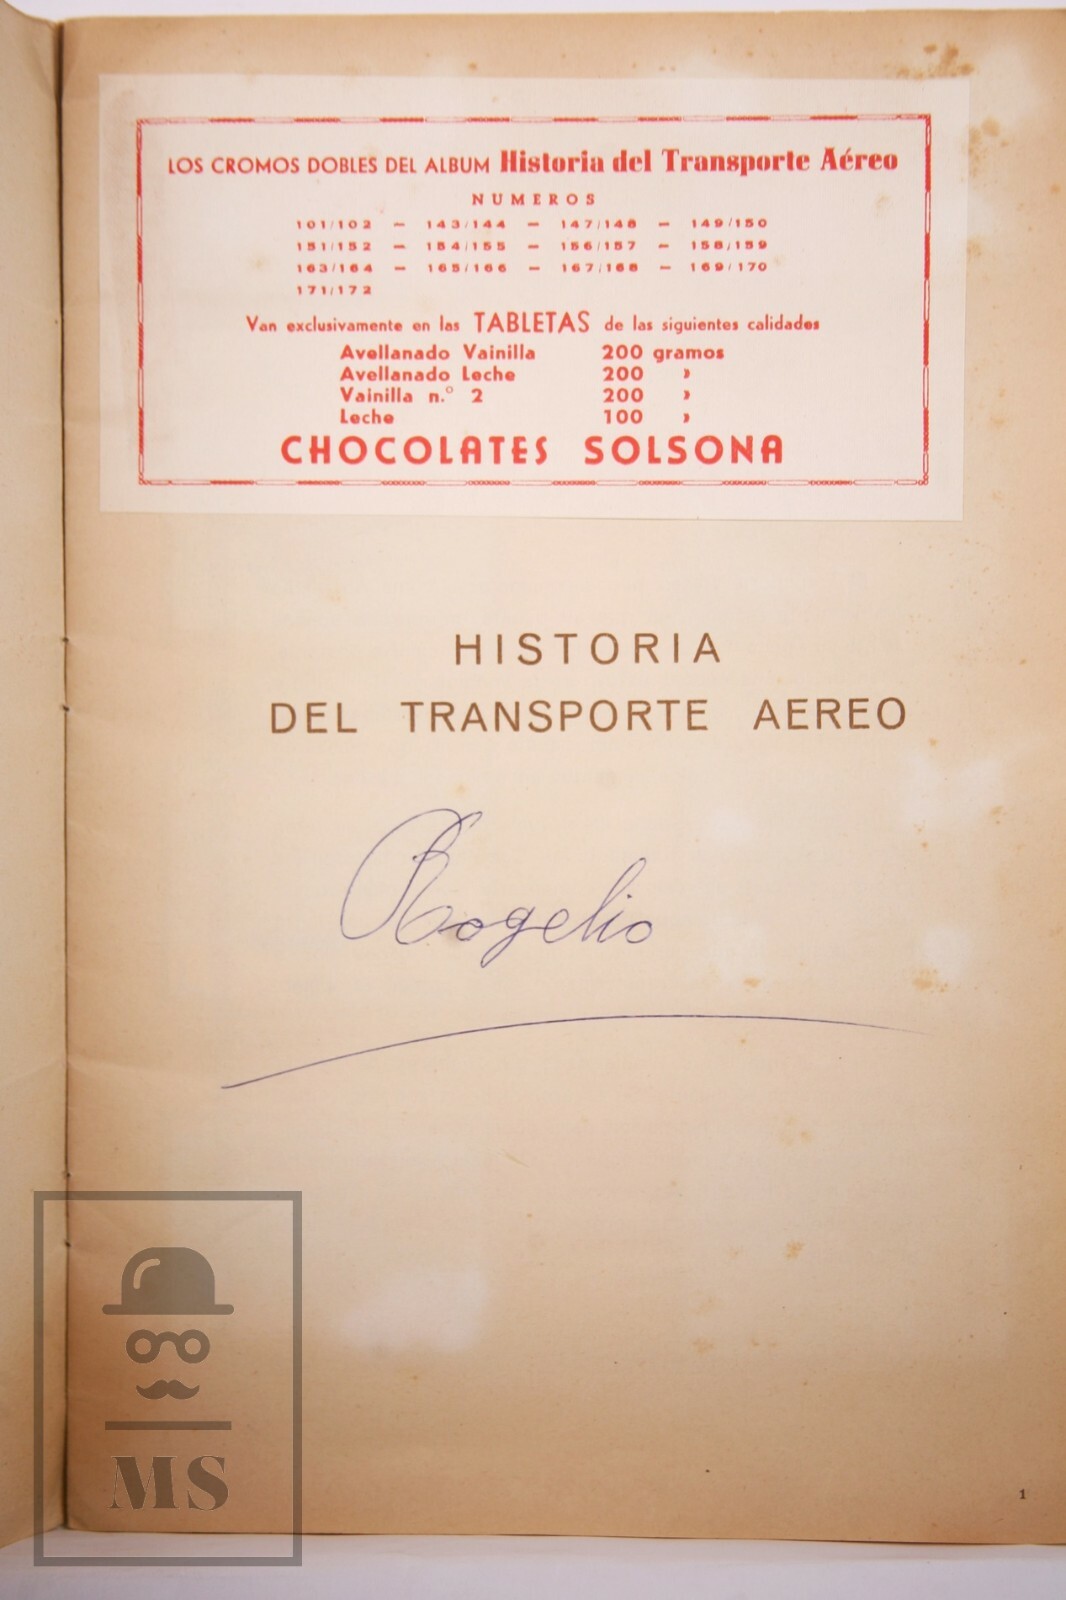 LOS CROMOS DOBLES DEL ALBUM Historia del Transporte Aéreo
NUMEROS
101/102 — 143/144 — 147/148 — 149/150
151/152 — 154/155 — 156/157 — 158/159
163/164 — 165/166 — 167/168 — 169/170
171/172
Van exclusivamente en las TABLETAS de las siguientes calidades
Avellanado Vainilla 200 gramos
Avellanado Leche 200 »
Vainilla n.º 2 200 »
Leche 100 »
CHOCOLATES SOLSONA
HISTORIA
DEL TRANSPORTE AEREO
Rogelio
MS
1